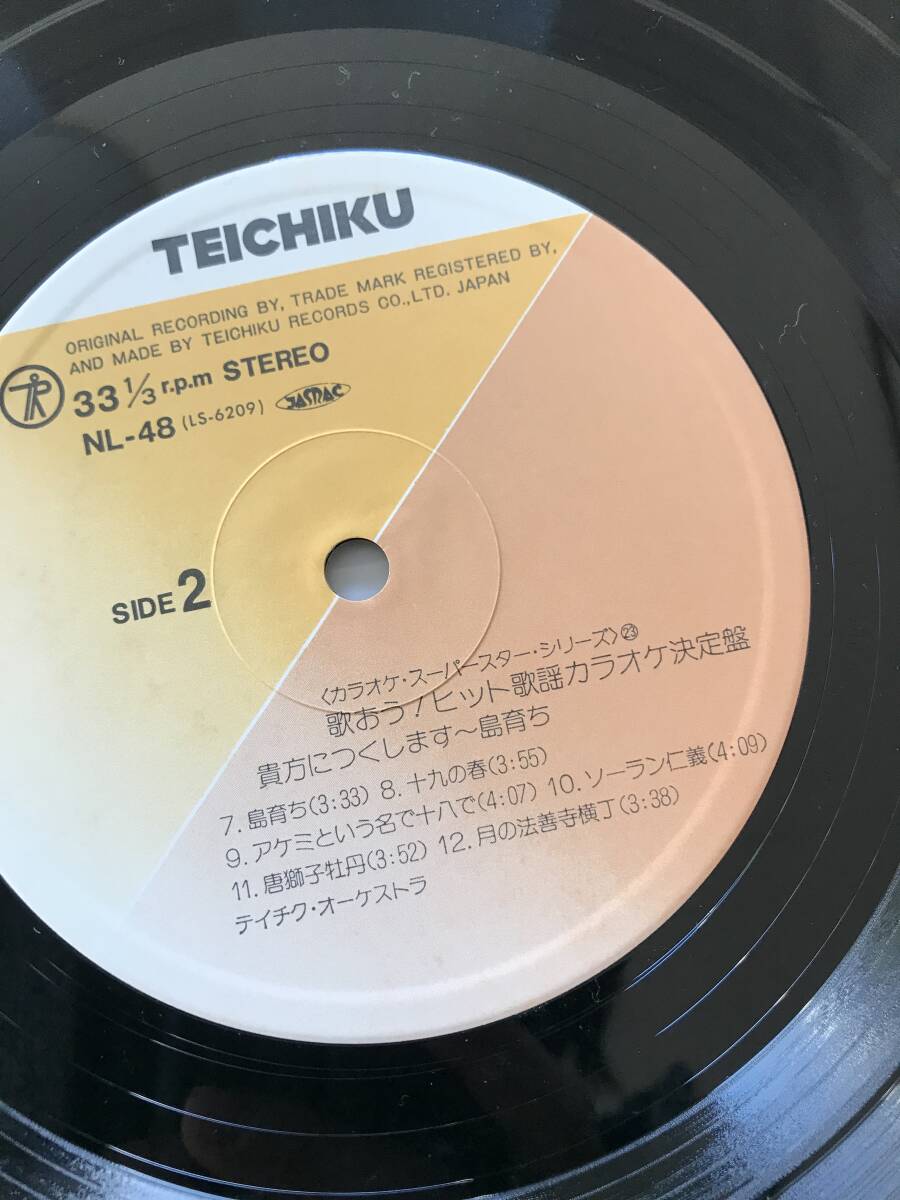 TEICHIKU
ORIGINAL RECORDING BY, TRADE MARK REGISTERED BY,
AND MADE BY TEICHIKU RECORDS CO.,LTD. JAPAN
33 1/3 r.p.m STEREO
NL-48 (LS-6209) JASRAC
SIDE 2
〈カラオケ・スーパースター・シリーズ〉㉓
歌おう!ヒット歌謡カラオケ決定盤
貴方につくします〜島育ち
7. 島育ち(3:33) 8. 十九の春(3:55)
9. アケミという名で十八で(4:07) 10. ソーラン仁義(4:09)
11. 唐獅子牡丹(3:52) 12. 月の法善寺横丁(3:38)
テイチク・オーケストラ